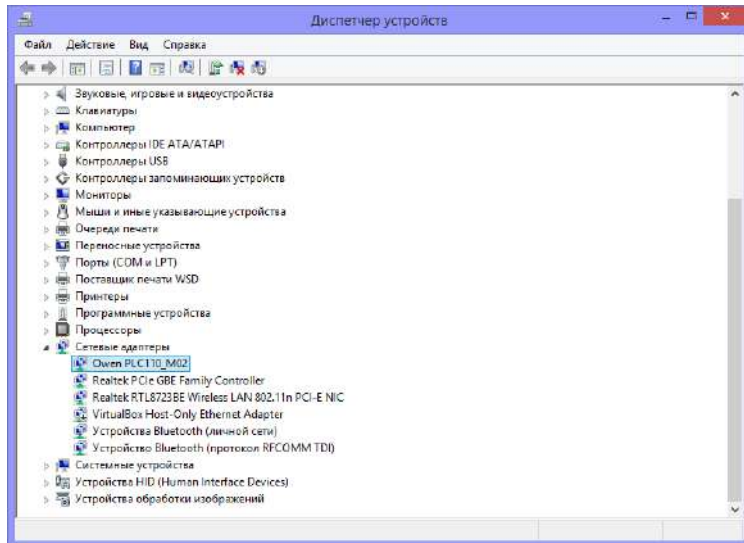 Диспетчер устройств
Файл Действие Вид Справка
Звуковые, игровые и видеоустройства
Клавиатуры
Компьютер
Контроллеры IDE ATA/ATAPI
Контроллеры USB
Контроллеры запоминающих устройств
Мониторы
Мыши и иные указывающие устройства
Очереди печати
Переносные устройства
Порты (COM и LPT)
Поставщик печати WSD
Принтеры
Программные устройства
Процессоры
Сетевые адаптеры
Owen PLC110_M02
Realtek PCIe GBE Family Controller
Realtek RTL8723BE Wireless LAN 802.11n PCI-E NIC
VirtualBox Host-Only Ethernet Adapter
Устройства Bluetooth (личной сети)
Устройство Bluetooth (протокол RFCOMM TDI)
Системные устройства
Устройства HID (Human Interface Devices)
Устройства обработки изображений